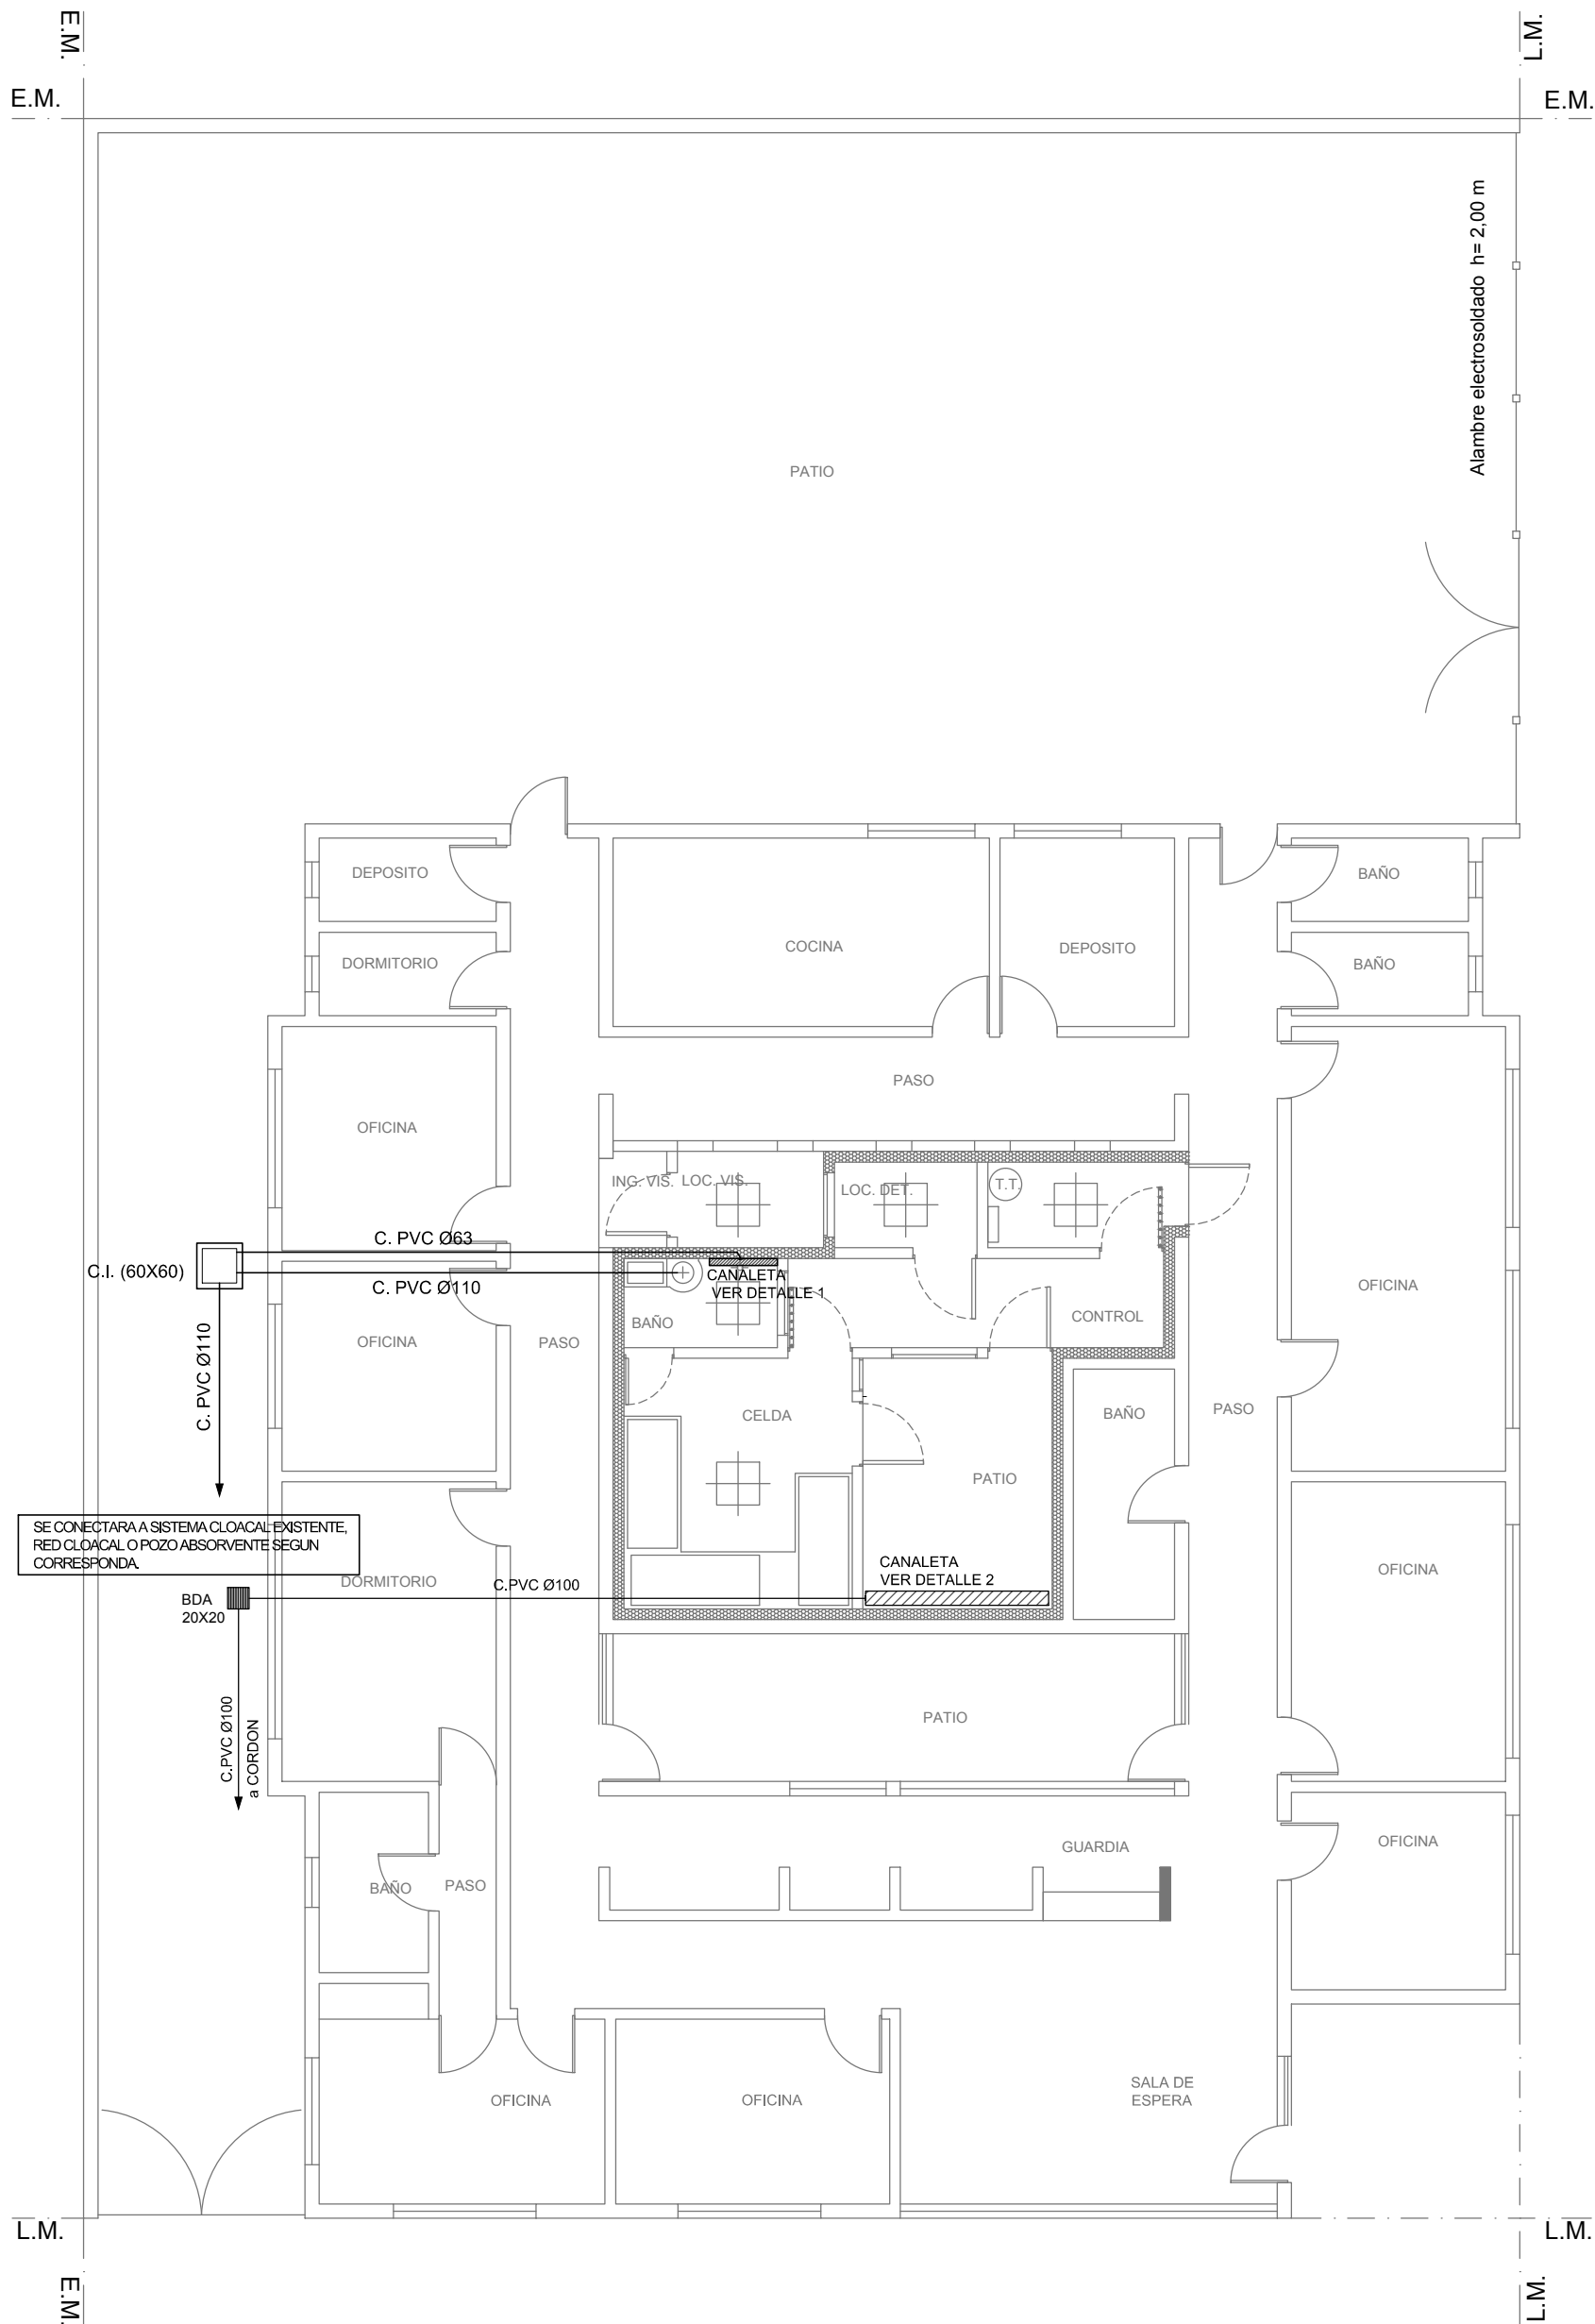 E.M.
L.M.
E.M.
E.M.
Alambre electrosoldado h= 2,00 m
PATIO
DEPOSITO
BAÑO
COCINA
DEPOSITO
DORMITORIO
BAÑO
PASO
OFICINA
ING. VIS.
LOC. VIS.
LOC. DET.
T.T.
C. PVC Ø63
C.I. (60X60)
C. PVC Ø110
CANALETA
VER DETALLE 1
OFICINA
BAÑO
CONTROL
OFICINA
PASO
C. PVC Ø110
CELDA
BAÑO
PASO
PATIO
SE CONECTARA A SISTEMA CLOACAL EXISTENTE,
RED CLOACAL O POZO ABSORVENTE SEGUN
CORRESPONDA.
CANALETA
VER DETALLE 2
OFICINA
DORMITORIO
C.PVC Ø100
BDA
20X20
C.PVC Ø100
a CORDON
PATIO
GUARDIA
OFICINA
BAÑO
PASO
OFICINA
OFICINA
SALA DE
ESPERA
L.M.
L.M.
E.M.
L.M.